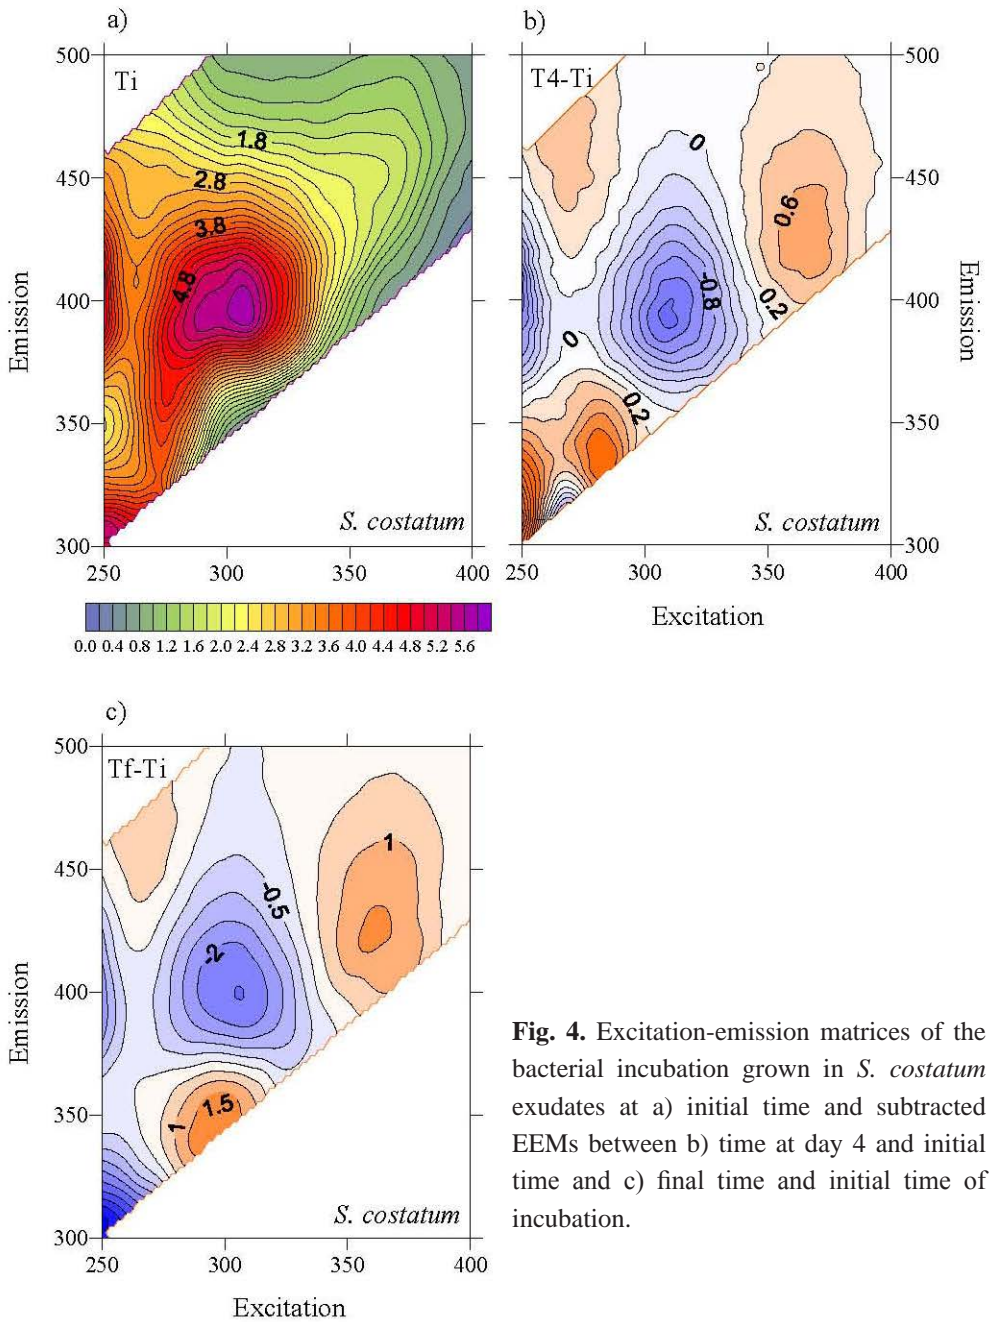 a)
Ti
500
450
400
350
300
Emission
1.8
2.8
3.8
4.8
S. costatum
250 300 350 400
0.0 0.4 0.8 1.2 1.6 2.0 2.4 2.8 3.2 3.6 4.0 4.4 4.8 5.2 5.6
b)
T4-Ti
500
450
400
350
300
Emission
0
0.6
-0.8
0.2
0
0.2
S. costatum
250 300 350 400
Excitation
c)
Tf-Ti
500
450
400
350
300
Emission
1
-0.5
-2
1.5
1
S. costatum
250 300 350 400
Excitation
Fig. 4. Excitation-emission matrices of the
bacterial incubation grown in S. costatum
exudates at a) initial time and subtracted
EEMs between b) time at day 4 and initial
time and c) final time and initial time of
incubation.